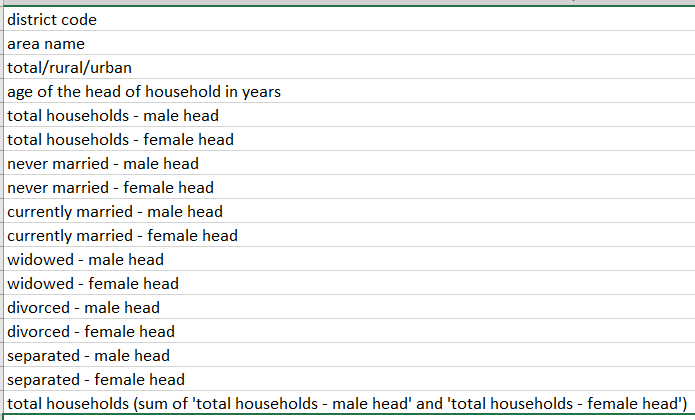 district code
area name
total/rural/urban
age of the head of household in years
total households - male head
total households - female head
never married - male head
never married - female head
currently married - male head
currently married - female head
widowed - male head
widowed - female head
divorced - male head
divorced - female head
separated - male head
separated - female head
total households (sum of 'total households - male head' and 'total households - female head')